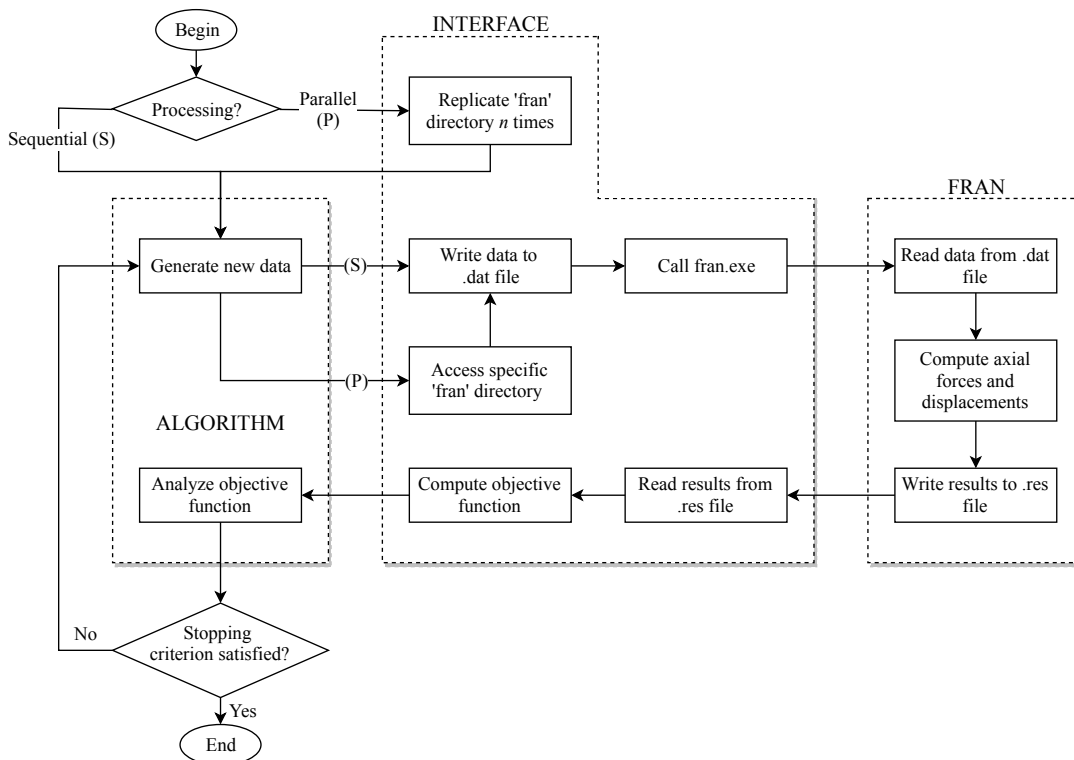 INTERFACE
Begin
Processing?
Parallel
(P)
Replicate 'fran'
directory n times
Sequential (S)
FRAN
Generate new data
(S)
Write data to
.dat file
Call fran.exe
Read data from .dat
file
(P)
Access specific
'fran' directory
Compute axial
forces and
displacements
ALGORITHM
Analyze objective
function
Compute objective
function
Read results from
.res file
Write results to .res
file
No
Stopping
criterion satisfied?
Yes
End